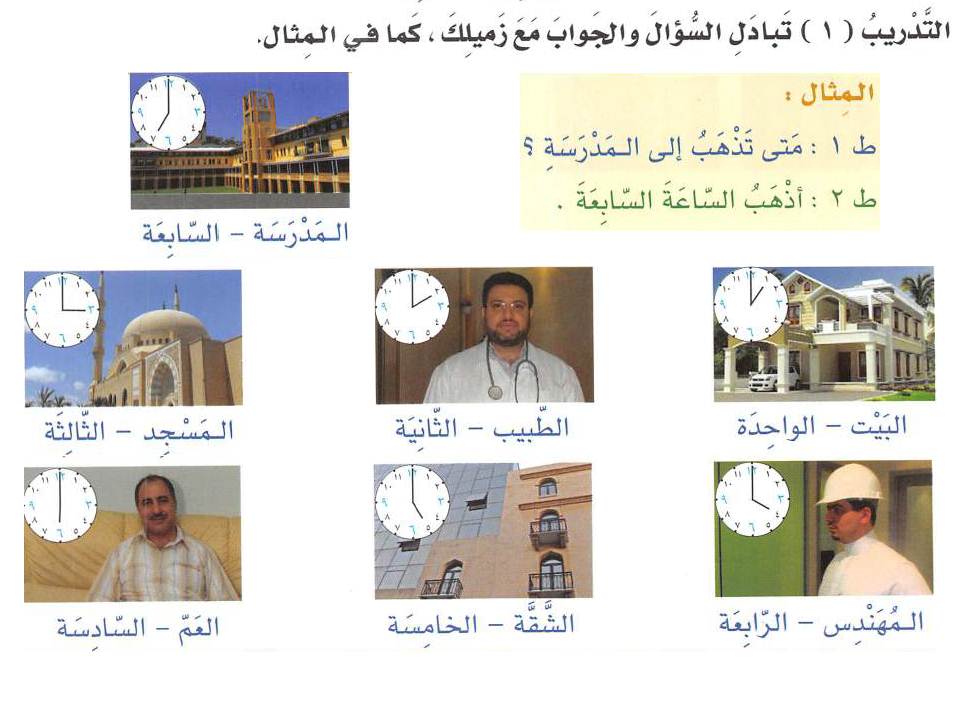 التَّدْريبُ ( ١ ) تَبادَلِ السُّؤالَ والجَوابَ مَعَ زَميلِكَ ، كَما في المِثال.
المِثال :
ط ١ : مَتى تَذْهَبُ إلى المَدْرَسَةِ ؟
ط ٢ : أذْهَبُ السّاعَةَ السّابِعَةَ .
المَدْرَسَة – السّابِعَة
البَيْت – الواحِدَة
الطّبيب – الثّانِيَة
المَسْجِد – الثّالِثَة
المُهَنْدِس – الرّابِعَة
الشَّقَّة – الخامِسَة
العَمّ – السّادِسَة